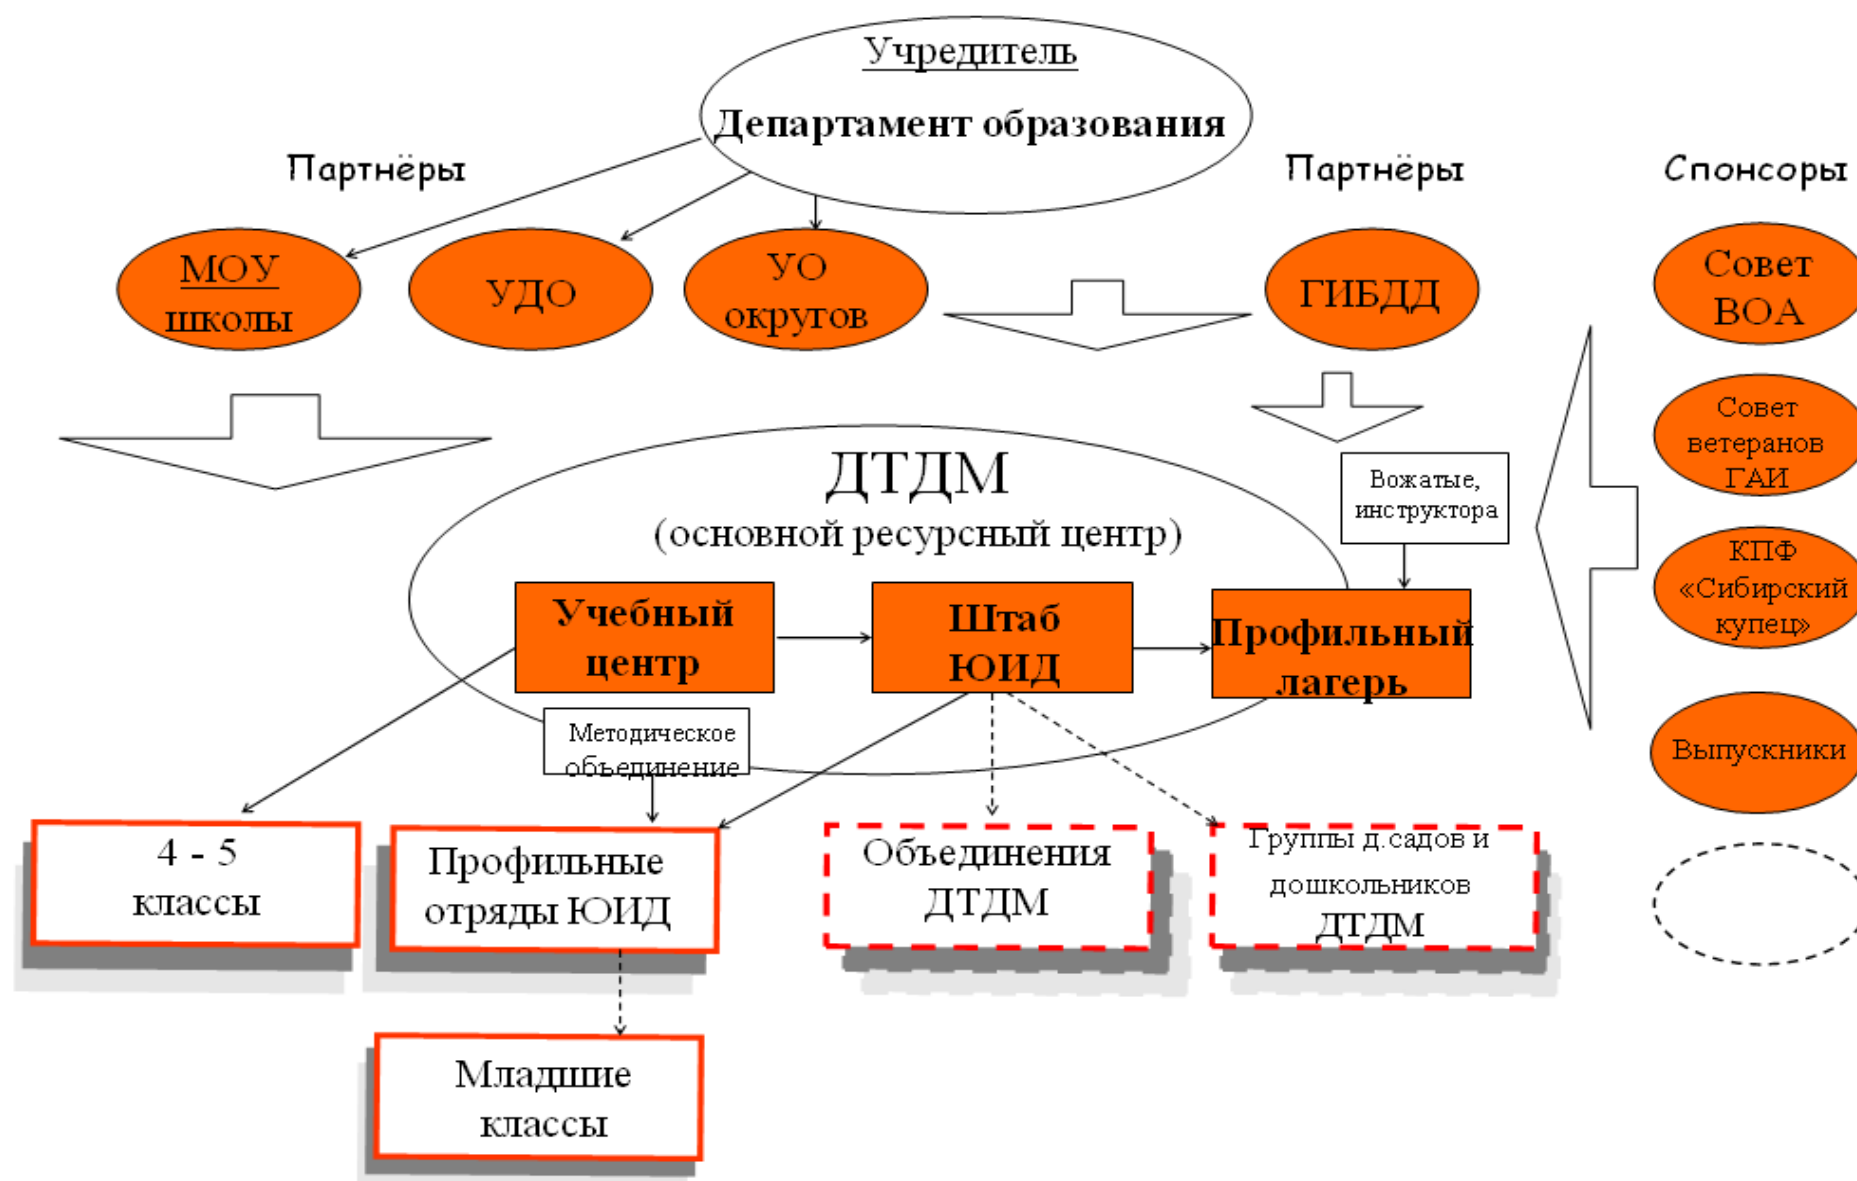 Учредитель
Департамент образования
Партнёры
Партнёры
Спонсоры
МОУ
школы
УДО
УО
округов
ГИБДД
Совет
ВОА
Совет
ветеранов
ГАИ
КПФ
«Сибирский
купец»
Выпускники
ДТДМ
(основной ресурсный центр)
Вожатые,
инструктора
Учебный
центр
Штаб
ЮИД
Профильный
лагерь
Методическое
объединение
4 - 5
классы
Профильные
отряды ЮИД
Объединения
ДТДМ
Группы д.садов и
дошкольников
ДТДМ
Младшие
классы